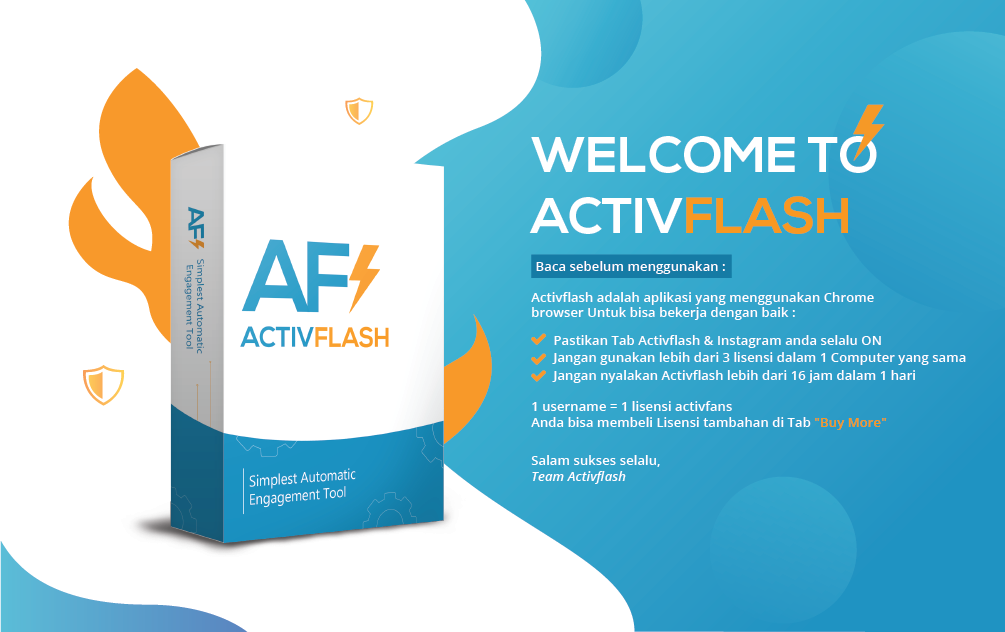 AF
Simplest Automatic
Engagement Tool
AF
ACTIVFLASH
Simplest Automatic
Engagement Tool
WELCOME TO
ACTIVFLASH
Baca sebelum menggunakan :
Activflash adalah aplikasi yang menggunakan Chrome
browser Untuk bisa bekerja dengan baik :
Pastikan Tab Activflash & Instagram anda selalu ON
Jangan gunakan lebih dari 3 lisensi dalam 1 Computer yang sama
Jangan nyalakan Activflash lebih dari 16 jam dalam 1 hari
1 username = 1 lisensi activfans
Anda bisa membeli Lisensi tambahan di Tab "Buy More"
Salam sukses selalu,
Team Activflash